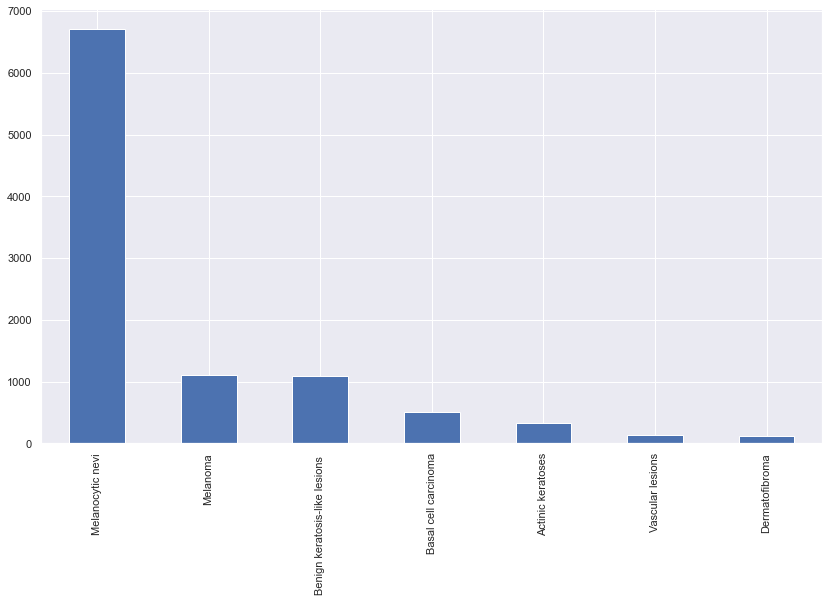 7000
6000
5000
4000
3000
2000
1000
0
Melanocytic nevi
Melanoma
Benign keratosis-like lesions
Basal cell carcinoma
Actinic keratoses
Vascular lesions
Dermatofibroma